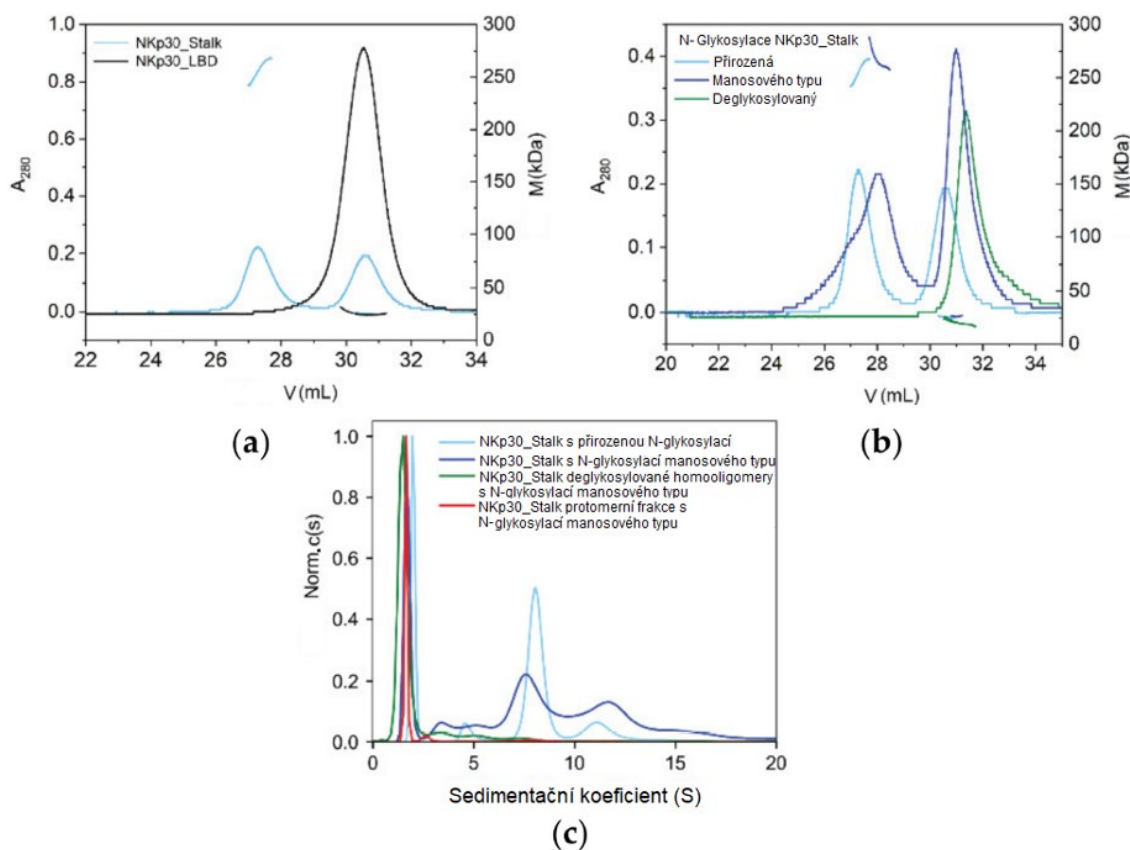 1.0
0.8
0.6
0.4
0.2
0.0
A280
NKp30_Stalk
NKp30_LBD
300
250
200
150
100
50
0
M(kDa)
22 24 26 28 30 32 34
V (mL)
(a)
0.4
0.3
0.2
0.1
0.0
A280
N-Glykosylace NKp30_Stalk
Přirozená
Manosového typu
Deglykosylovaný
300
250
200
150
100
50
0
M(kDa)
20 22 24 26 28 30 32 34
V (mL)
(b)
1.0
0.8
0.6
0.4
0.2
0.0
Norm.c(s)
NKp30_Stalk s přirozenou N-glykosylací
NKp30_Stalk s N-glykosylací manosového typu
NKp30_Stalk deglykosylované homooligomery
s N-glykosylací manosového typu
NKp30_Stalk protomerní frakce s
N-glykosylací manosového typu
0 5 10 15 20
Sedimentační koeficient (S)
(c)